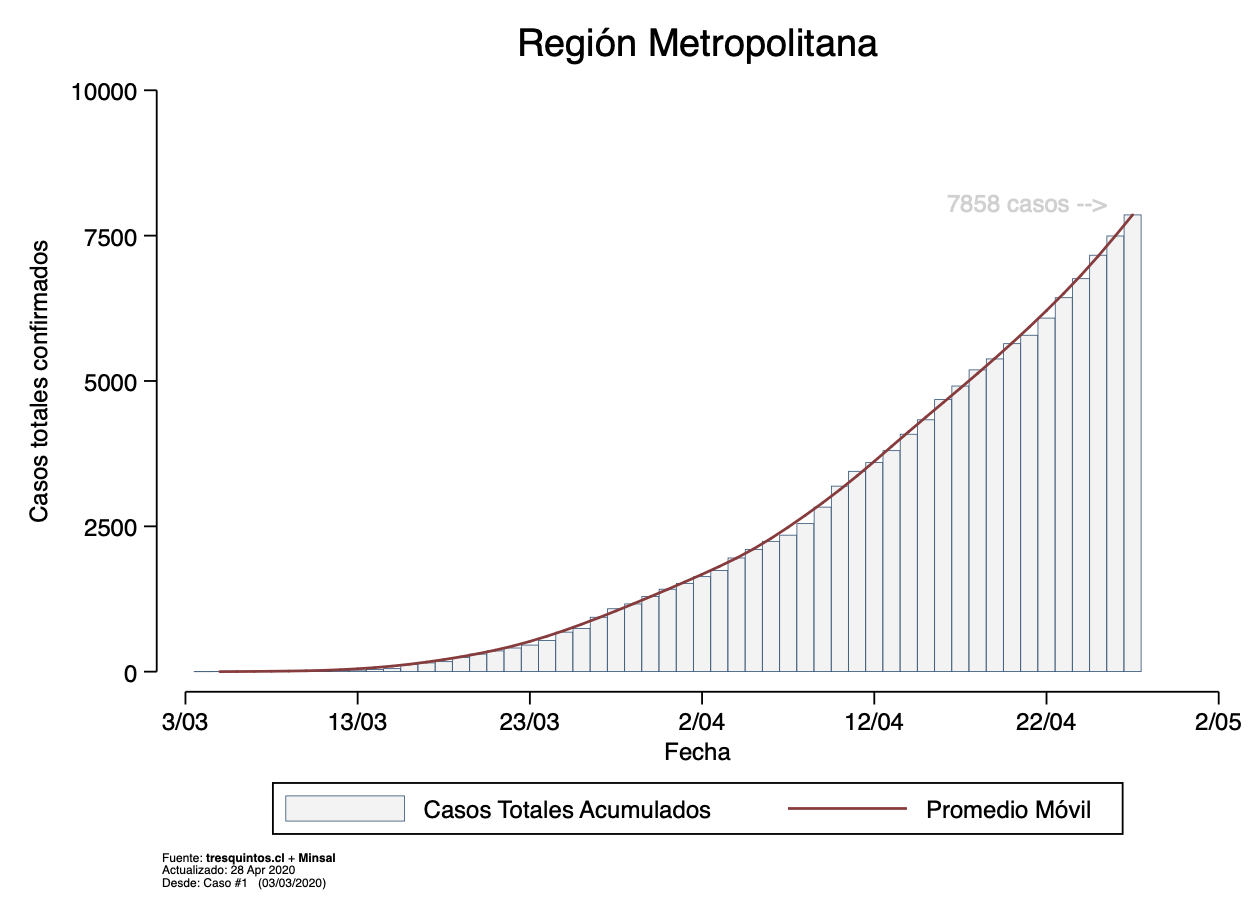 Región Metropolitana
10000
7500
5000
2500
0
Casos totales confirmados
7858 casos -->
3/03 13/03 23/03 2/04 12/04 22/04 2/05
Fecha
Casos Totales Acumulados Promedio Móvil
Fuente: tresquintos.cl + Minsal
Actualizado: 28 Apr 2020
Desde: Caso #1 (03/03/2020)